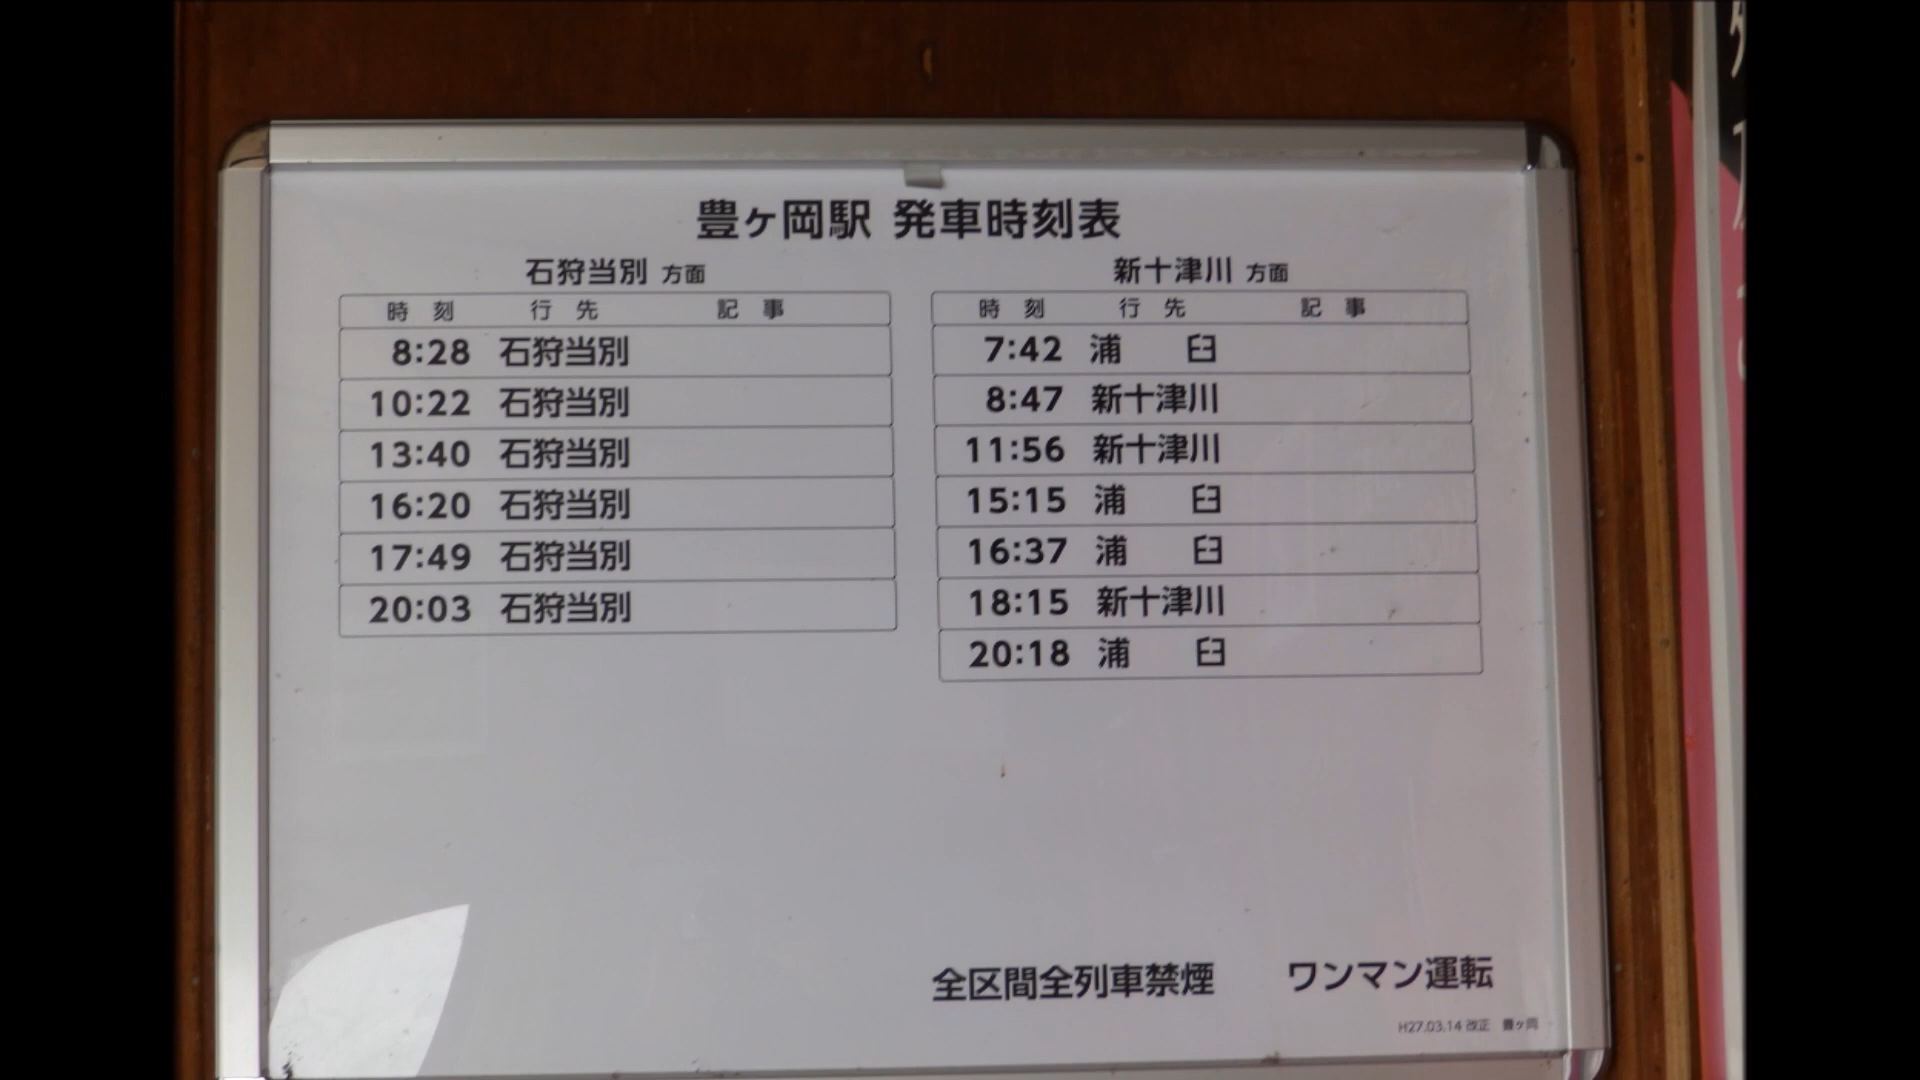 豊ヶ岡駅 発車時刻表
石狩当別 方面
時刻 行先 記事
8:28 石狩当別
10:22 石狩当別
13:40 石狩当別
16:20 石狩当別
17:49 石狩当別
20:03 石狩当別
新十津川 方面
時刻 行先 記事
7:42 浦臼
8:47 新十津川
11:56 新十津川
15:15 浦臼
16:37 浦臼
18:15 新十津川
20:18 浦臼
全区間全列車禁煙 ワンマン運転
H27.03.14 改正 豊ヶ岡